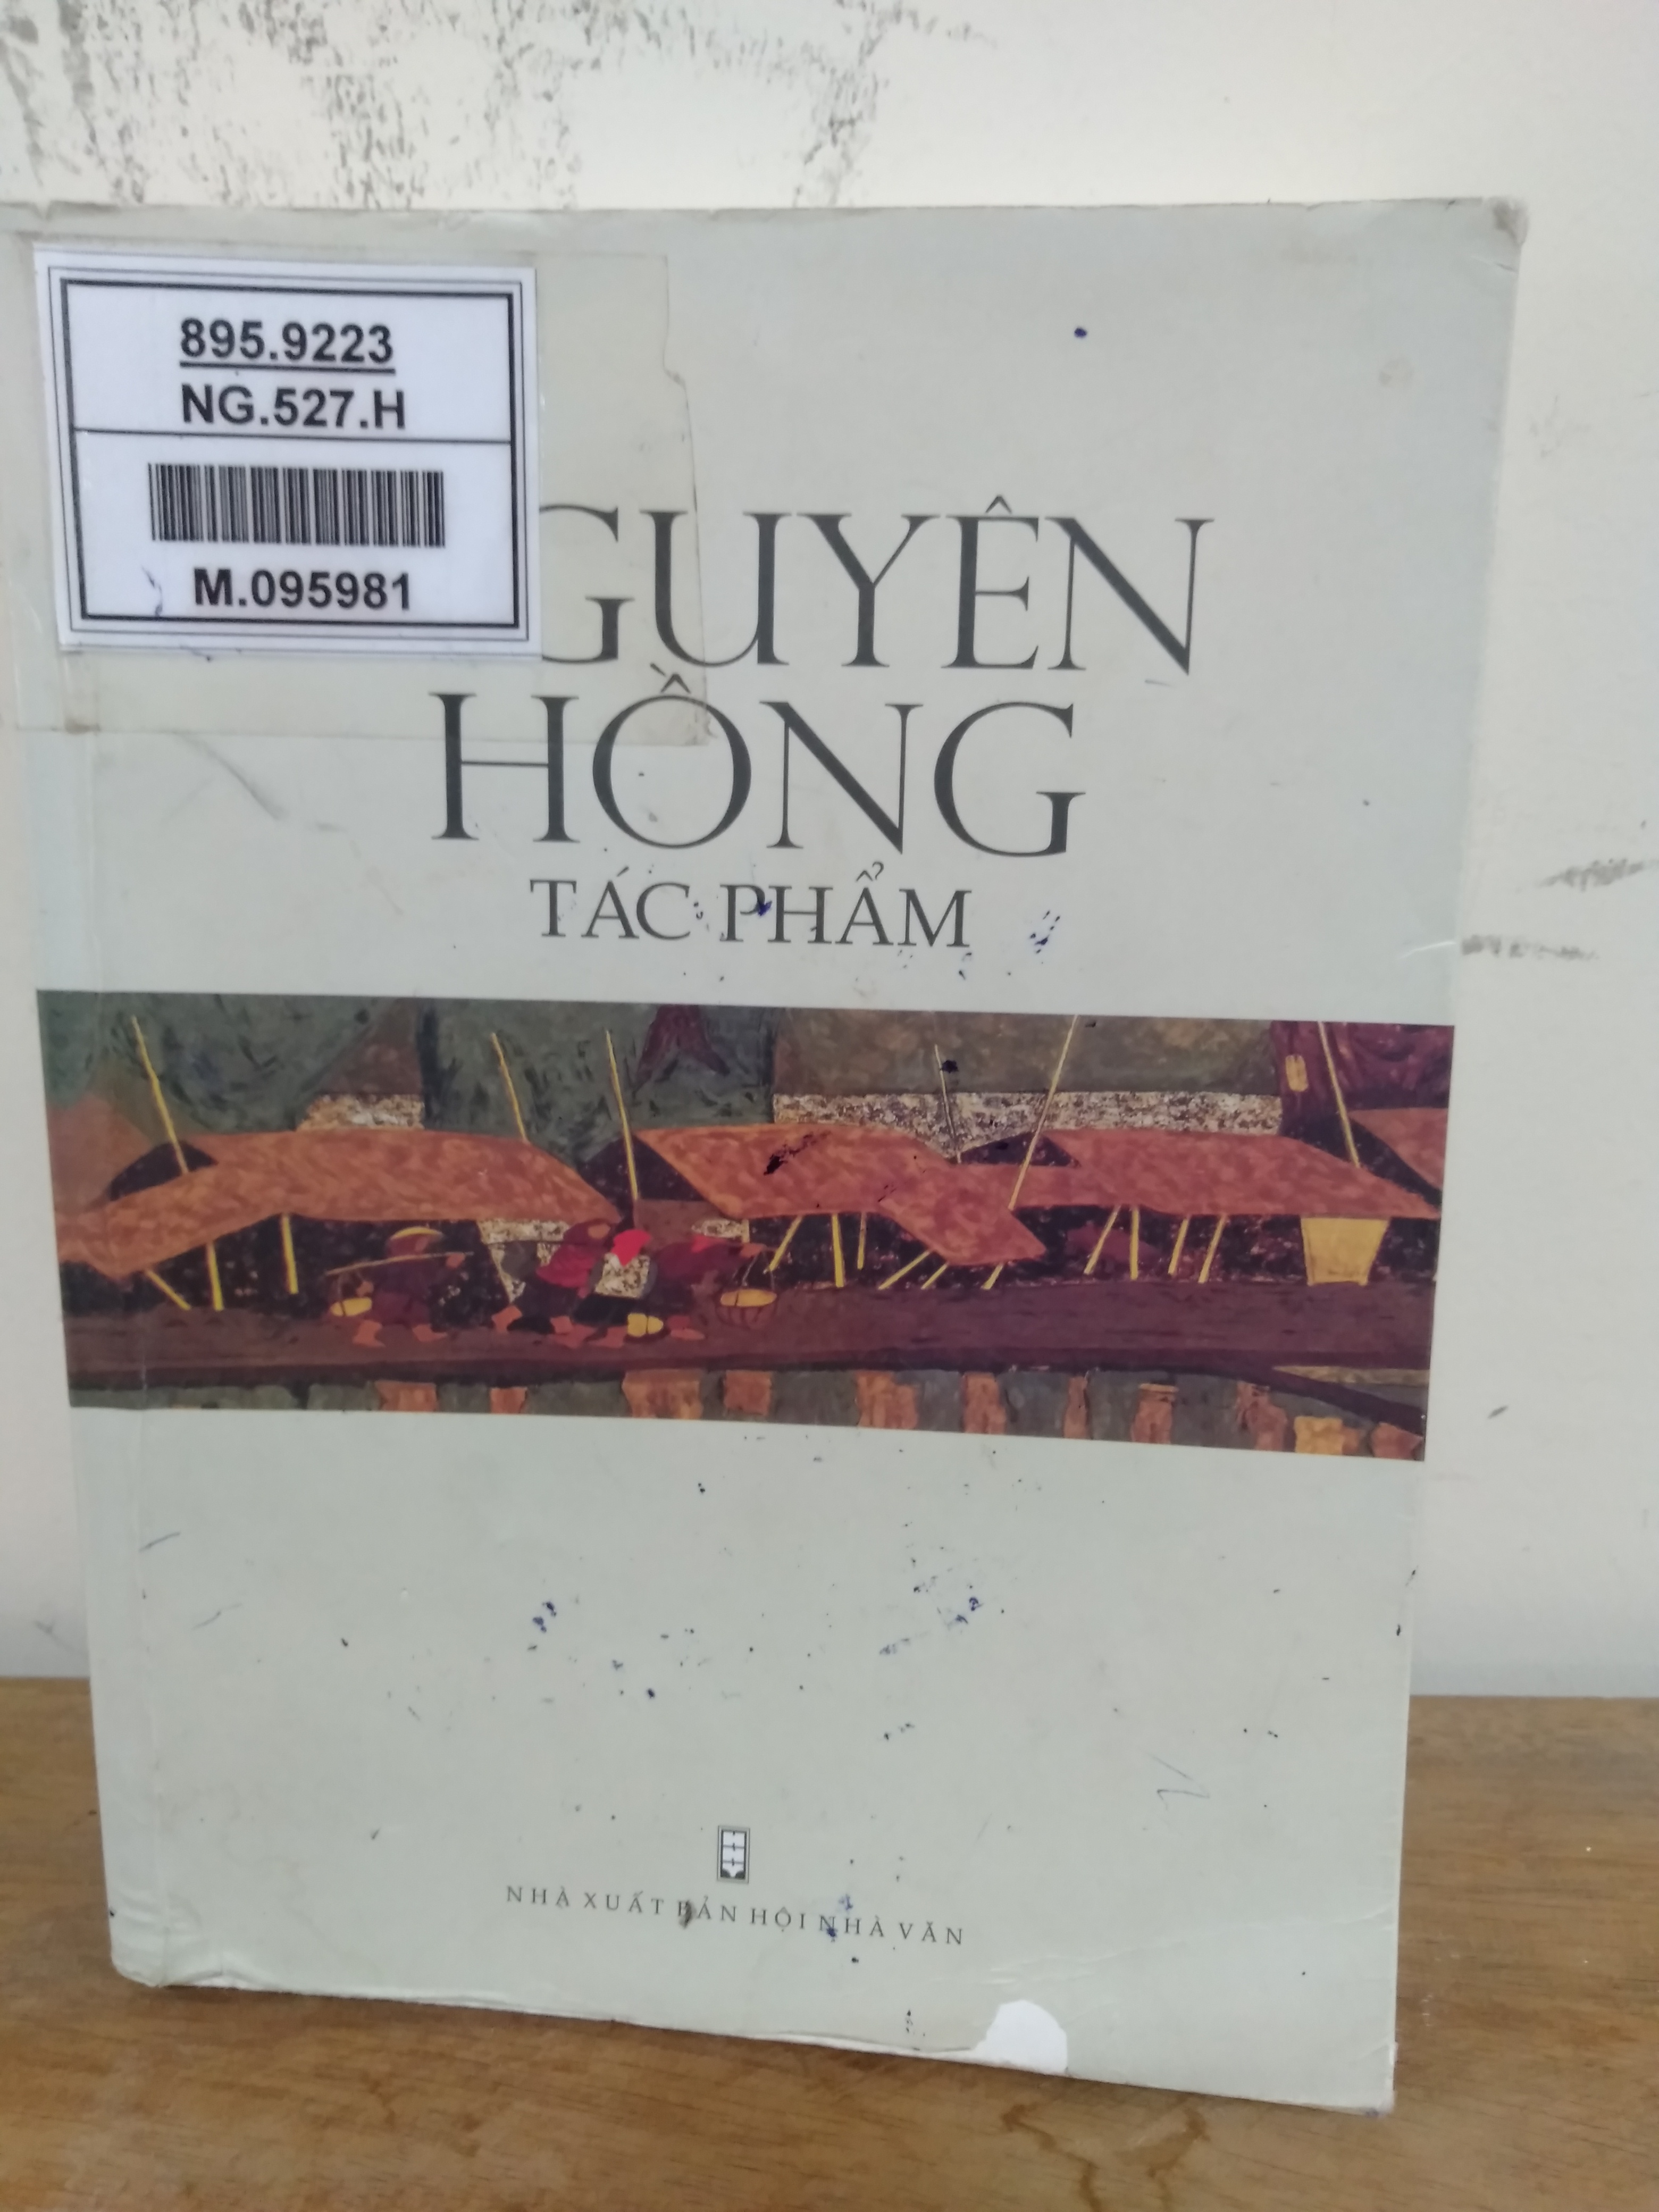 895.9223
NG.527.H
M.095981
GUYÊN
HỒNG
TÁC PHẨM
NHÀ XUẤT BẢN HỘI NHÀ VĂN